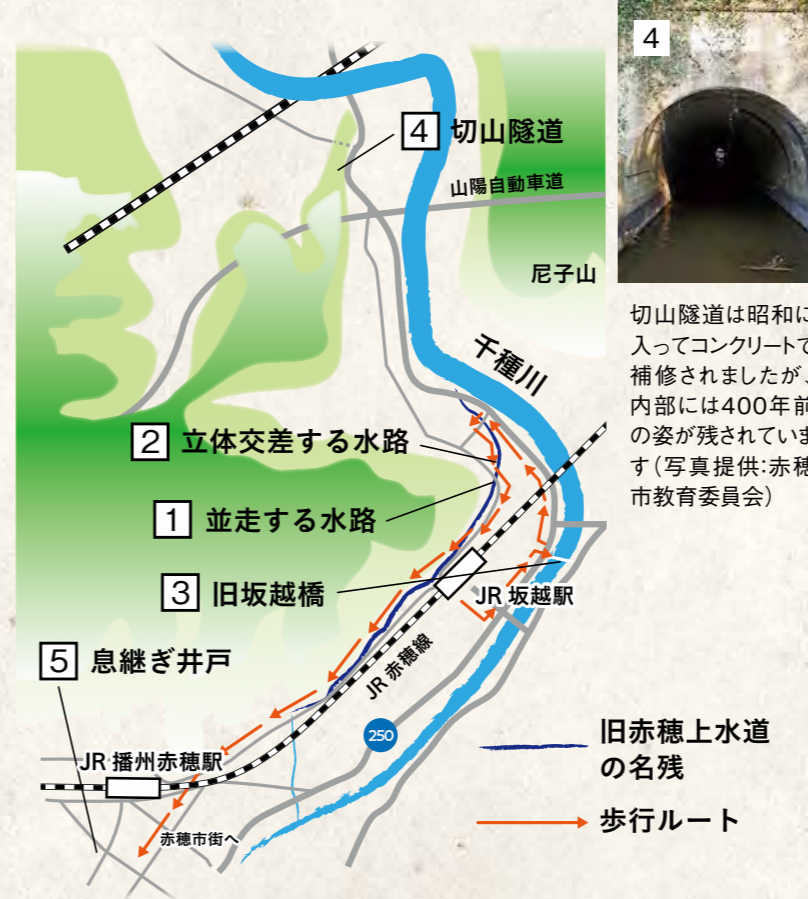 4
4 切山隧道
山陽自動車道
尼子山
千種川
切山隧道は昭和に
入ってコンクリートで
補修されましたが、
内部には400年前
の姿が残されていま
す(写真提供:赤穂
市教育委員会)
2 立体交差する水路
1 並走する水路
3 旧坂越橋
JR 坂越駅
5 息継ぎ井戸
JR 赤穂線
250
JR 播州赤穂駅
赤穂市街へ
旧赤穂上水道
の名残
歩行ルート